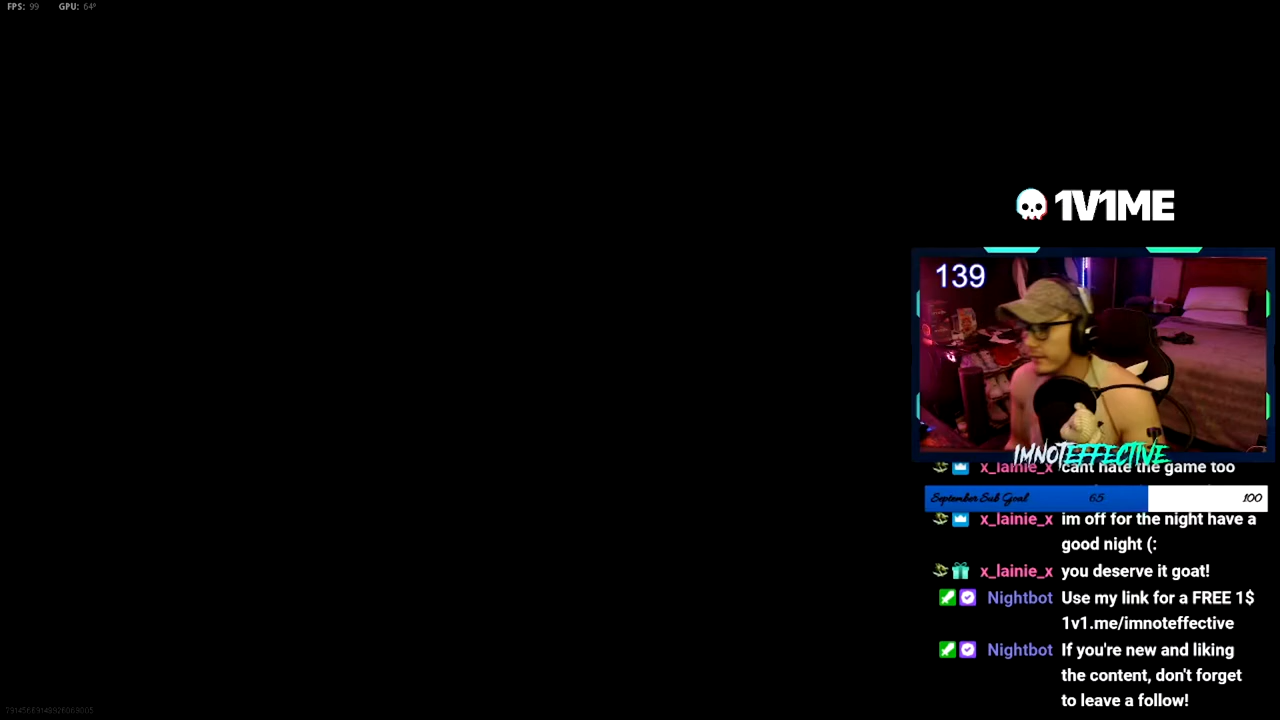 FPS: 99 GPU: 64°
1V1ME
139
IMNOTEFFECTIVE
x_lainie_x cant hate the game too
September Sub Goal 65 100
x_lainie_x im off for the night have a
good night (:
x_lainie_x you deserve it goat!
Nightbot Use my link for a FREE 1$
1v1.me/imnoteffective
Nightbot If you're new and liking
the content, don't forget
to leave a follow!